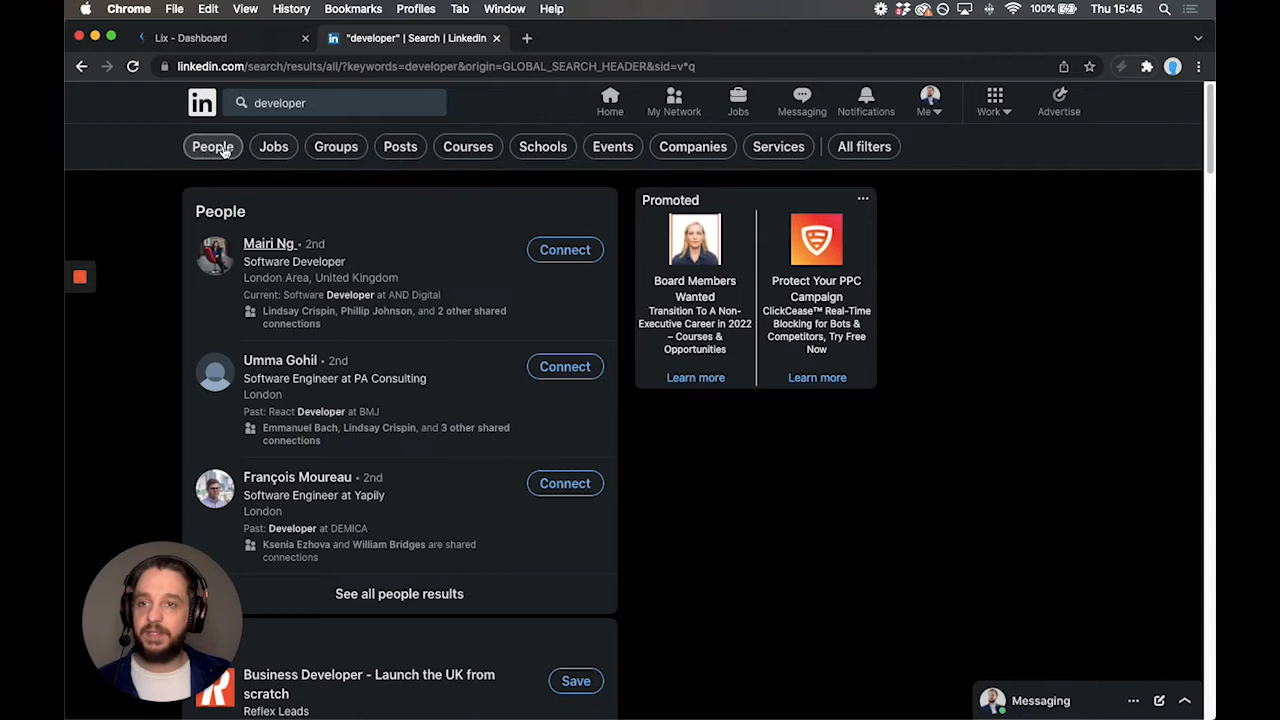 Chrome File Edit View History Bookmarks Profiles Tab Window Help 100% Thu 15:45
Lix - Dashboard
"developer" | Search | LinkedIn
linkedin.com/search/results/all/?keywords=developer&origin=GLOBAL_SEARCH_HEADER&sid=v*q
in developer Home My Network Jobs Messaging Notifications Me Work Advertise
People Jobs Groups Posts Courses Schools Events Companies Services All filters
People
Mairi Ng • 2nd
Software Developer
London Area, United Kingdom
Current: Software Developer at AND Digital
Lindsay Crispin, Phillip Johnson, and 2 other shared
connections
Connect
Umma Gohil • 2nd
Software Engineer at PA Consulting
London
Past: React Developer at BMJ
Emmanuel Bach, Lindsay Crispin, and 3 other shared
connections
Connect
François Moureau • 2nd
Software Engineer at Yapily
London
Past: Developer at DEMICA
Ksenia Ezhova and William Bridges are shared
connections
Connect
See all people results
Business Developer - Launch the UK from
scratch
Reflex Leads
Save
Promoted
Board Members
Wanted
Transition To A Non-
Executive Career in 2022
– Courses &
Opportunities
Learn more
Protect Your PPC
Campaign
ClickCease™ Real-Time
Blocking for Bots &
Competitors, Try Free
Now
Learn more
Messaging